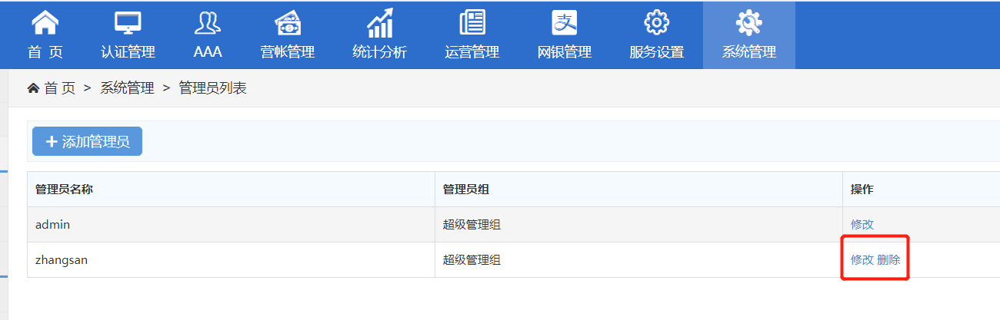 首 页 认证管理 AAA 营帐管理 统计分析 运营管理 网银管理 服务设置 系统管理
首 页 > 系统管理 > 管理员列表
添加管理员
管理员名称 管理员组 操作
admin 超级管理组 修改
zhangsan 超级管理组 修改 删除